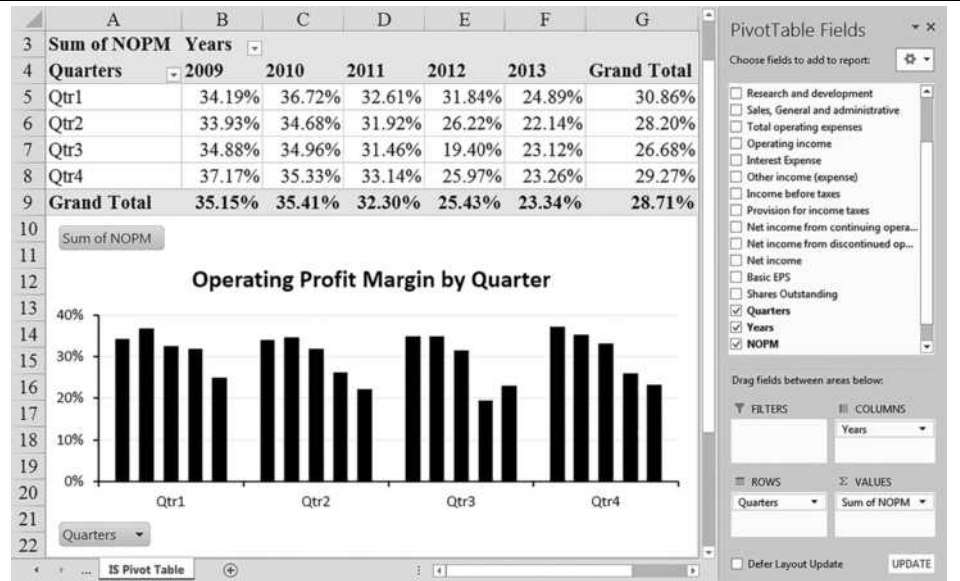 A B C D E F G
3 Sum of NOPM Years
4 Quarters 2009 2010 2011 2012 2013 Grand Total
5 Qtr1 34.19% 36.72% 32.61% 31.84% 24.89% 30.86%
6 Qtr2 33.93% 34.68% 31.92% 26.22% 22.14% 28.20%
7 Qtr3 34.88% 34.96% 31.46% 19.40% 23.12% 26.68%
8 Qtr4 37.17% 35.33% 33.14% 25.97% 23.26% 29.27%
9 Grand Total 35.15% 35.41% 32.30% 25.43% 23.34% 28.71%
10
Sum of NOPM
11
12
Operating Profit Margin by Quarter
13
40%
14
15
30%
16
20%
17
18
10%
19
0%
20
Qtr1 Qtr2 Qtr3 Qtr4
21
Quarters
22
... IS Pivot Table
PivotTable Fields
Choose fields to add to report:
Research and development
Sales, General and administrative
Total operating expenses
Operating income
Interest Expense
Other income (expense)
Income before taxes
Provision for income taxes
Net income from continuing opera...
Net income from discontinued op...
Net income
Basic EPS
Shares Outstanding
Quarters
Years
NOPM
Drag fields between areas below:
FILTERS COLUMNS
Years
ROWS Σ VALUES
Quarters Sum of NOPM
Defer Layout Update UPDATE